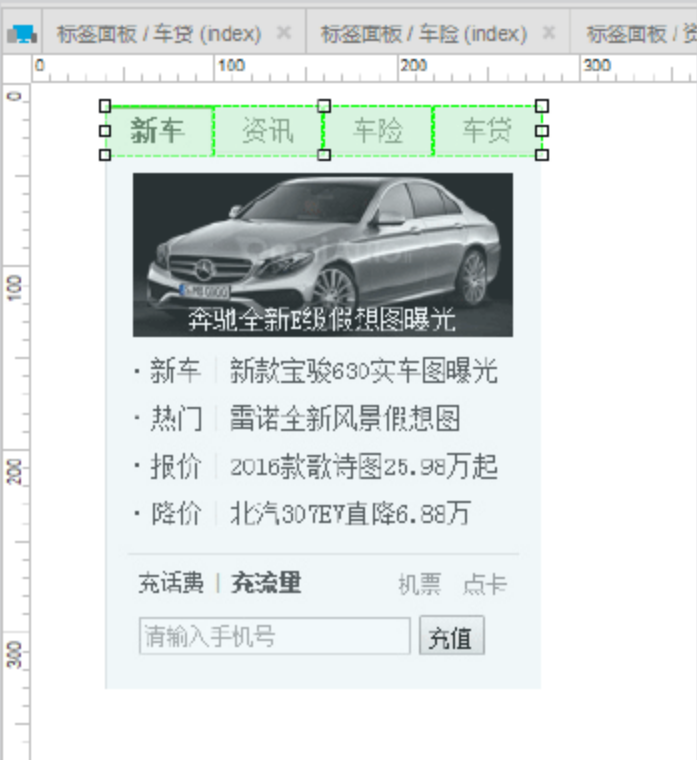 标签面板 / 车贷 (index) × 标签面板 / 车险 (index) × 标签面板 /
0 100 200 300
0
新车 资讯 车险 车贷
100
奔驰全新E级假想图曝光
· 新车 | 新款宝骏630实车图曝光
· 热门 | 雷诺全新风景假想图
200
· 报价 | 2016款歌诗图25.98万起
· 降价 | 北汽307EV直降6.88万
充话费 | 充流量 机票 点卡
300
请输入手机号 充值